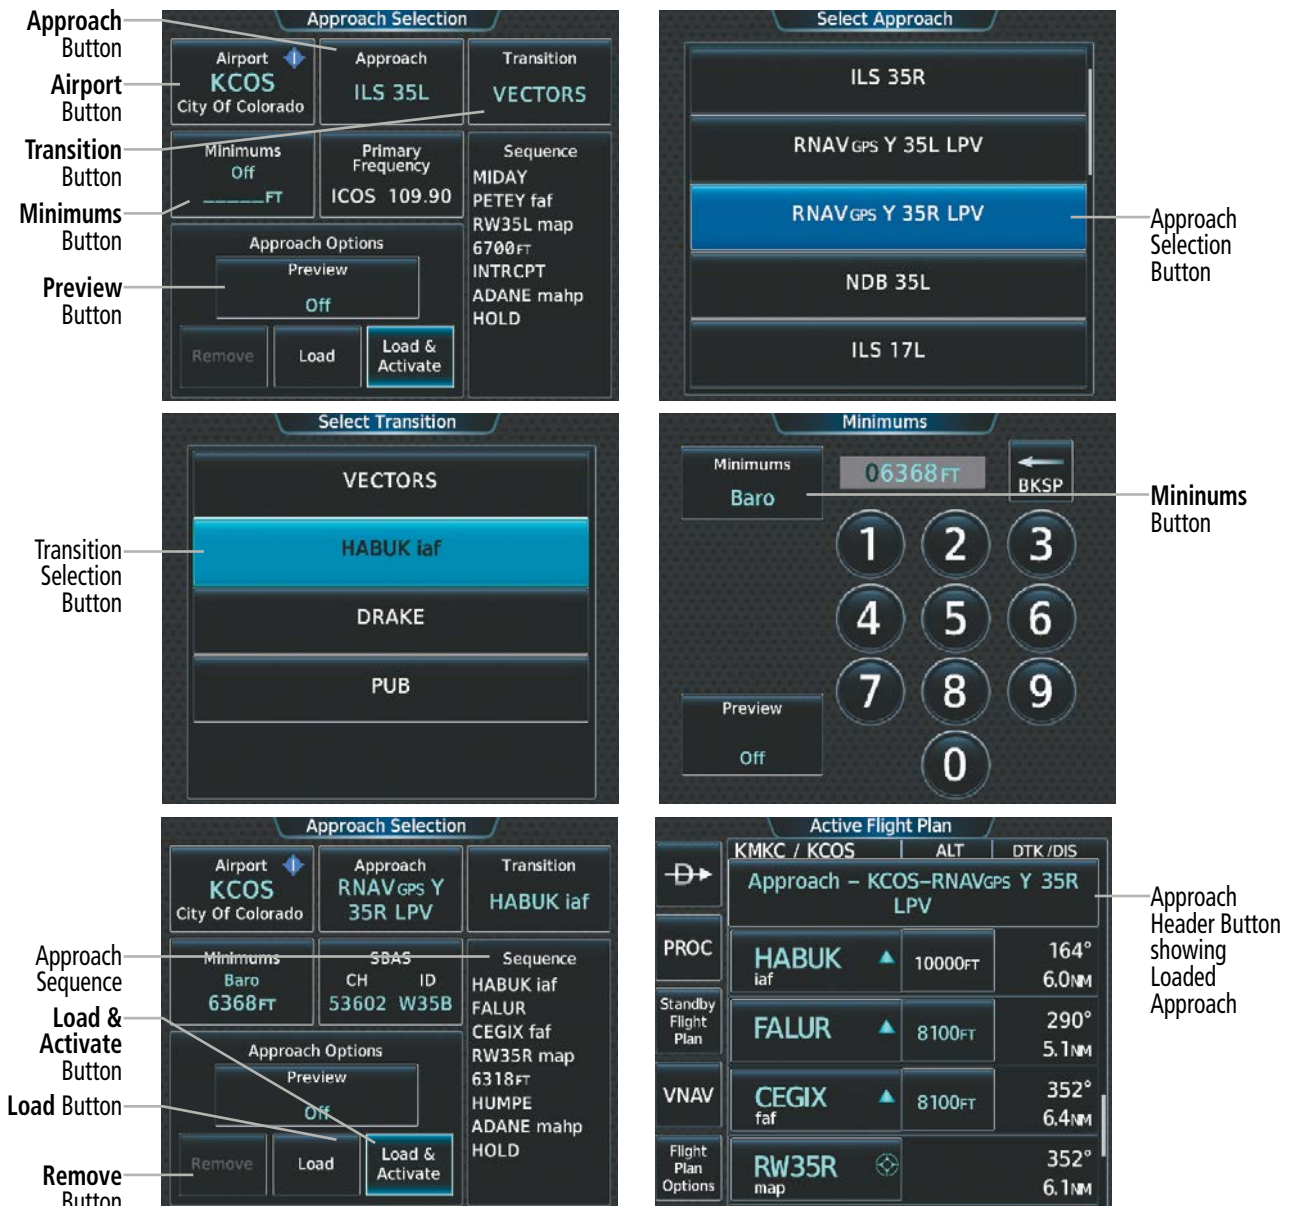 Approach
Button
Airport
Button
Transition
Button
Minimums
Button
Preview
Button
Approach Selection
Airport
KCOS
City Of Colorado
Approach
ILS 35L
Transition
VECTORS
Minimums
Off
_____FT
Primary
Frequency
ICOS 109.90
Sequence
MIDAY
PETEY faf
RW35L map
6700FT
INTRCPT
ADANE mahp
HOLD
Approach Options
Preview
Off
Remove
Load
Load &
Activate
Select Approach
ILS 35R
RNAVGPS Y 35L LPV
RNAVGPS Y 35R LPV
NDB 35L
ILS 17L
Approach
Selection
Button
Select Transition
VECTORS
HABUK iaf
DRAKE
PUB
Transition
Selection
Button
Minimums
Minimums
Baro
06368FT
BKSP
1 2 3
4 5 6
7 8 9
0
Preview
Off
Mininums
Button
Approach Selection
Airport
KCOS
City Of Colorado
Approach
RNAVGPS Y
35R LPV
Transition
HABUK iaf
Minimums
Baro
6368FT
SBAS
CH ID
53602 W35B
Sequence
HABUK iaf
FALUR
CEGIX faf
RW35R map
6318FT
HUMPE
ADANE mahp
HOLD
Approach Options
Preview
Off
Remove
Load
Load &
Activate
Approach
Sequence
Load &
Activate
Button
Load Button
Remove
Button
Active Flight Plan
KMKC / KCOS ALT DTK/DIS
Approach – KCOS–RNAVGPS Y 35R
LPV
D
PROC
Standby
Flight
Plan
VNAV
Flight
Plan
Options
HABUK
iaf
10000FT
164°
6.0NM
FALUR
8100FT
290°
5.1NM
CEGIX
faf
8100FT
352°
6.4NM
RW35R
map
352°
6.1NM
Approach
Header Button
showing
Loaded
Approach